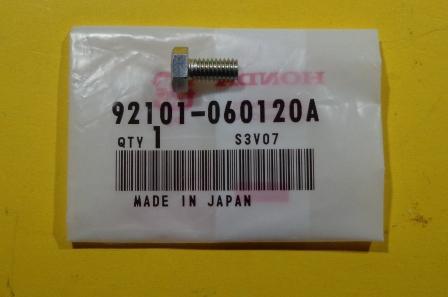 HONDA
92101-060120A
QTY 1 S3V07
MADE IN JAPAN